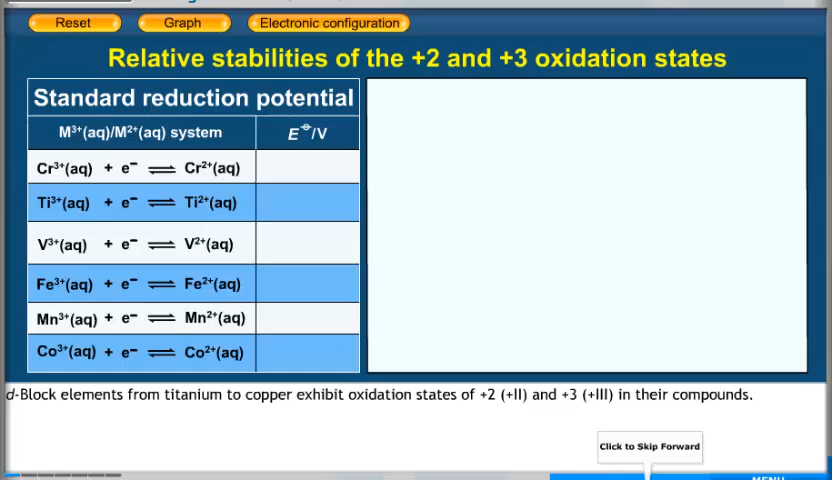 Reset
Graph
Electronic configuration
Relative stabilities of the +2 and +3 oxidation states
Standard reduction potential
M³⁺(aq)/M²⁺(aq) system E⦵/V
Cr³⁺(aq) + e⁻ ⇌ Cr²⁺(aq)
Ti³⁺(aq) + e⁻ ⇌ Ti²⁺(aq)
V³⁺(aq) + e⁻ ⇌ V²⁺(aq)
Fe³⁺(aq) + e⁻ ⇌ Fe²⁺(aq)
Mn³⁺(aq) + e⁻ ⇌ Mn²⁺(aq)
Co³⁺(aq) + e⁻ ⇌ Co²⁺(aq)
d-Block elements from titanium to copper exhibit oxidation states of +2 (+II) and +3 (+III) in their compounds.
Click to Skip Forward
MENU